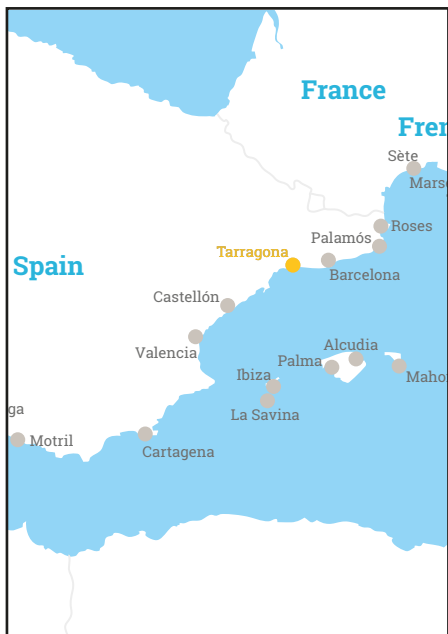 France
Fren
Sète
Mars
Roses
Palamós
Tarragona
Spain
Barcelona
Castellón
Valencia
Alcudia
Palma
Ibiza
Maho
La Savina
ga
Motril
Cartagena